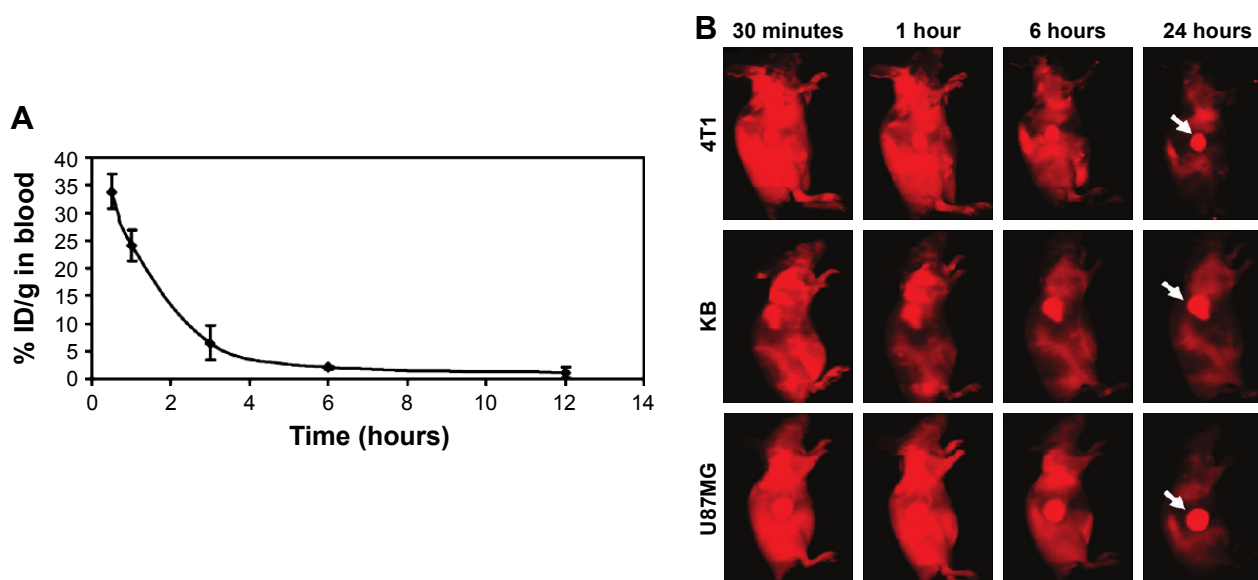 A
% ID/g in blood
40
35
30
25
20
15
10
5
0
0 2 4 6 8 10 12 14
Time (hours)
B
30 minutes 1 hour 6 hours 24 hours
4T1
KB
U87MG